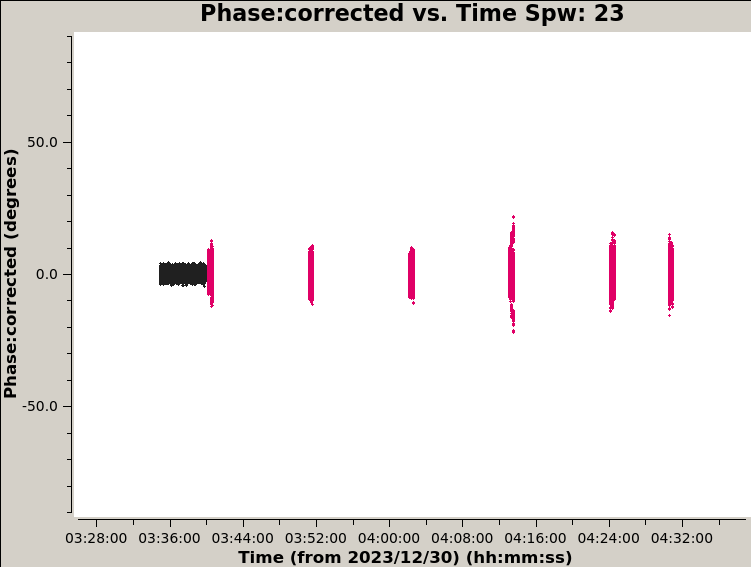 Phase:corrected vs. Time Spw: 23
Phase:corrected (degrees)
50.0
0.0
-50.0
03:28:00 03:36:00 03:44:00 03:52:00 04:00:00 04:08:00 04:16:00 04:24:00 04:32:00
Time (from 2023/12/30) (hh:mm:ss)